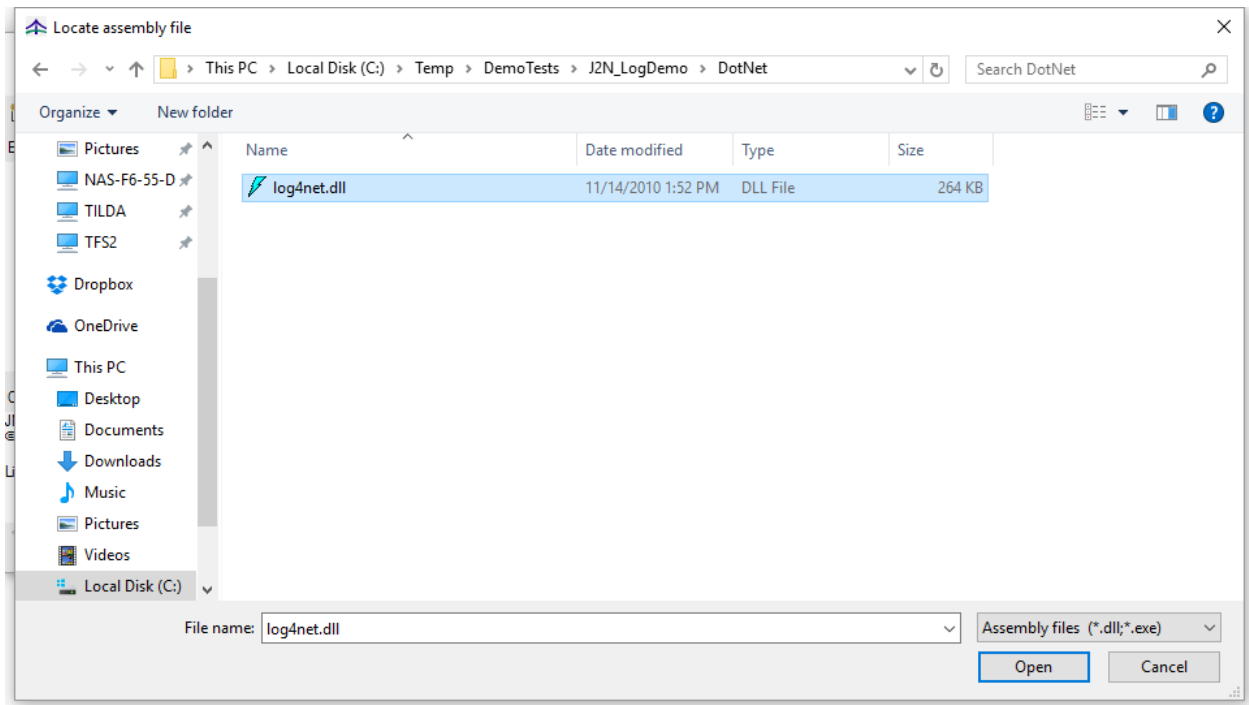 Locate assembly file
This PC > Local Disk (C:) > Temp > DemoTests > J2N_LogDemo > DotNet
Search DotNet
Organize
New folder
Name
Date modified
Type
Size
log4net.dll
11/14/2010 1:52 PM
DLL File
264 KB
Pictures
NAS-F6-55-D
TILDA
TFS2
Dropbox
OneDrive
This PC
Desktop
Documents
Downloads
Music
Pictures
Videos
Local Disk (C:)
File name:
log4net.dll
Assembly files (*.dll;*.exe)
Open
Cancel